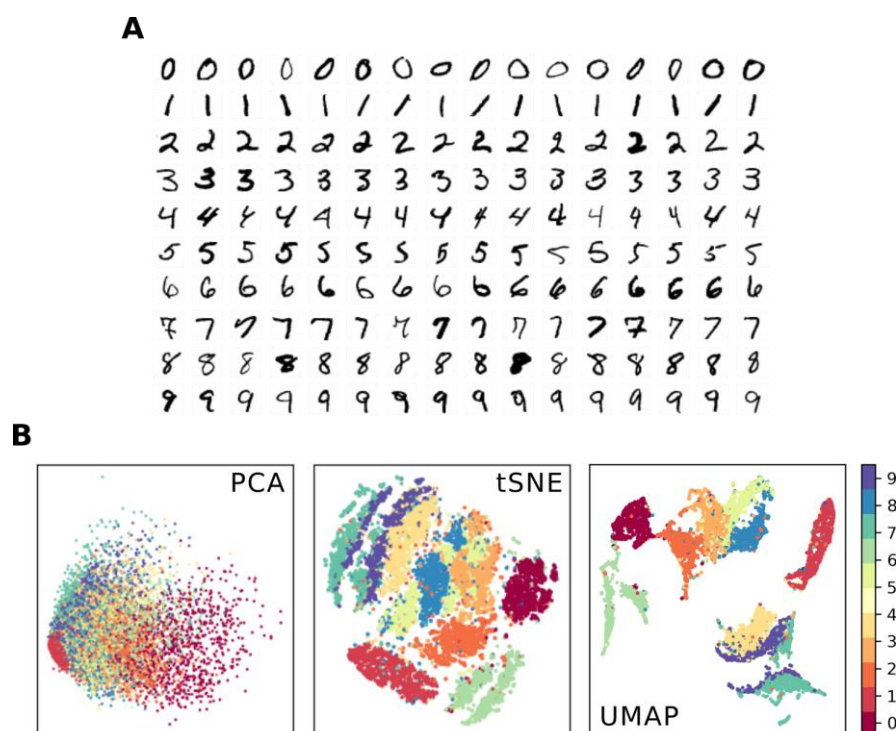 A
0 0 0 0 0 0 0 0 0 0 0 0 0 0 0 0
1 1 1 1 1 1 1 1 1 1 1 1 1 1 1 1
2 2 2 2 2 2 2 2 2 2 2 2 2 2 2 2
3 3 3 3 3 3 3 3 3 3 3 3 3 3 3 3
4 4 4 4 4 4 4 4 4 4 4 4 4 4 4 4
5 5 5 5 5 5 5 5 5 5 5 5 5 5 5 5
6 6 6 6 6 6 6 6 6 6 6 6 6 6 6 6
7 7 7 7 7 7 7 7 7 7 7 7 7 7 7 7
8 8 8 8 8 8 8 8 8 8 8 8 8 8 8 8
9 9 9 9 9 9 9 9 9 9 9 9 9 9 9 9
B
PCA
tSNE
UMAP
9
8
7
6
5
4
3
2
1
0